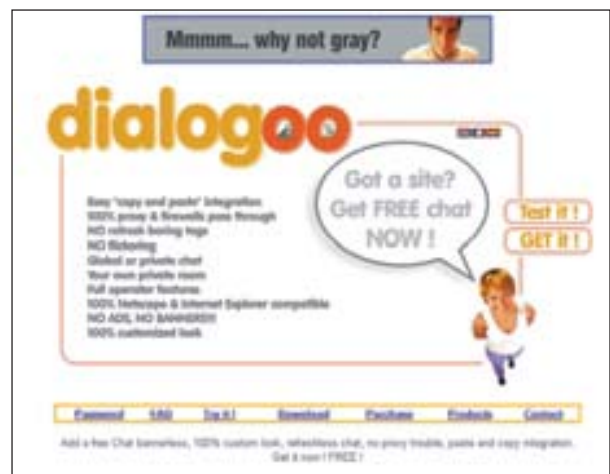 Mmmm... why not gray?
dialogoo
Got a site?
Get FREE chat
NOW !
Easy 'copy and paste' integration
100% proxy & firewalls pass through
NO refresh boring tags
NO flickering
Global or private chat
Your own private room
Full operator features
100% Netscape & Internet Explorer compatible
NO ADS, NO BANNERS!!!
100% customized look
Test it !
GET it !
Password FAQ Try it ! Download Purchase Products Contact
Add a free Chat bannerless, 100% custom look, refreshless chat, no proxy trouble, paste and copy integration.
Get it now ! FREE !